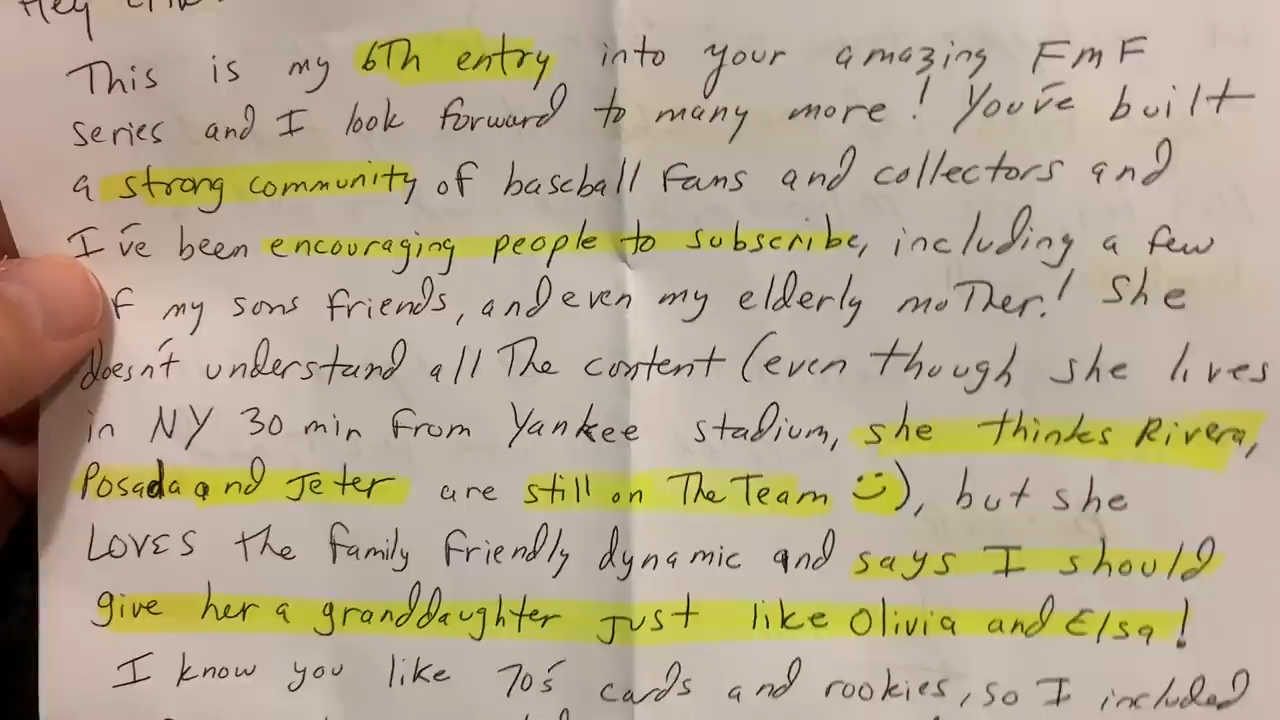 Hey
This is my 6Th entry into your amazing FmF
series and I look forward to many more! You've built
a strong community of baseball fans and collectors and
I've been encouraging people to subscribe, including a few
f my sons friends, and even my elderly moTher! She
doesn't understand all The content (even though she lives
in NY 30 min from Yankee stadium, she thinks Rivera,
Posada and Jeter are still on The Team :)), but she
LOVES the family friendly dynamic and says I should
give her a granddaughter just like Olivia and Elsa!
I know you like 70's cards and rookies, so I included